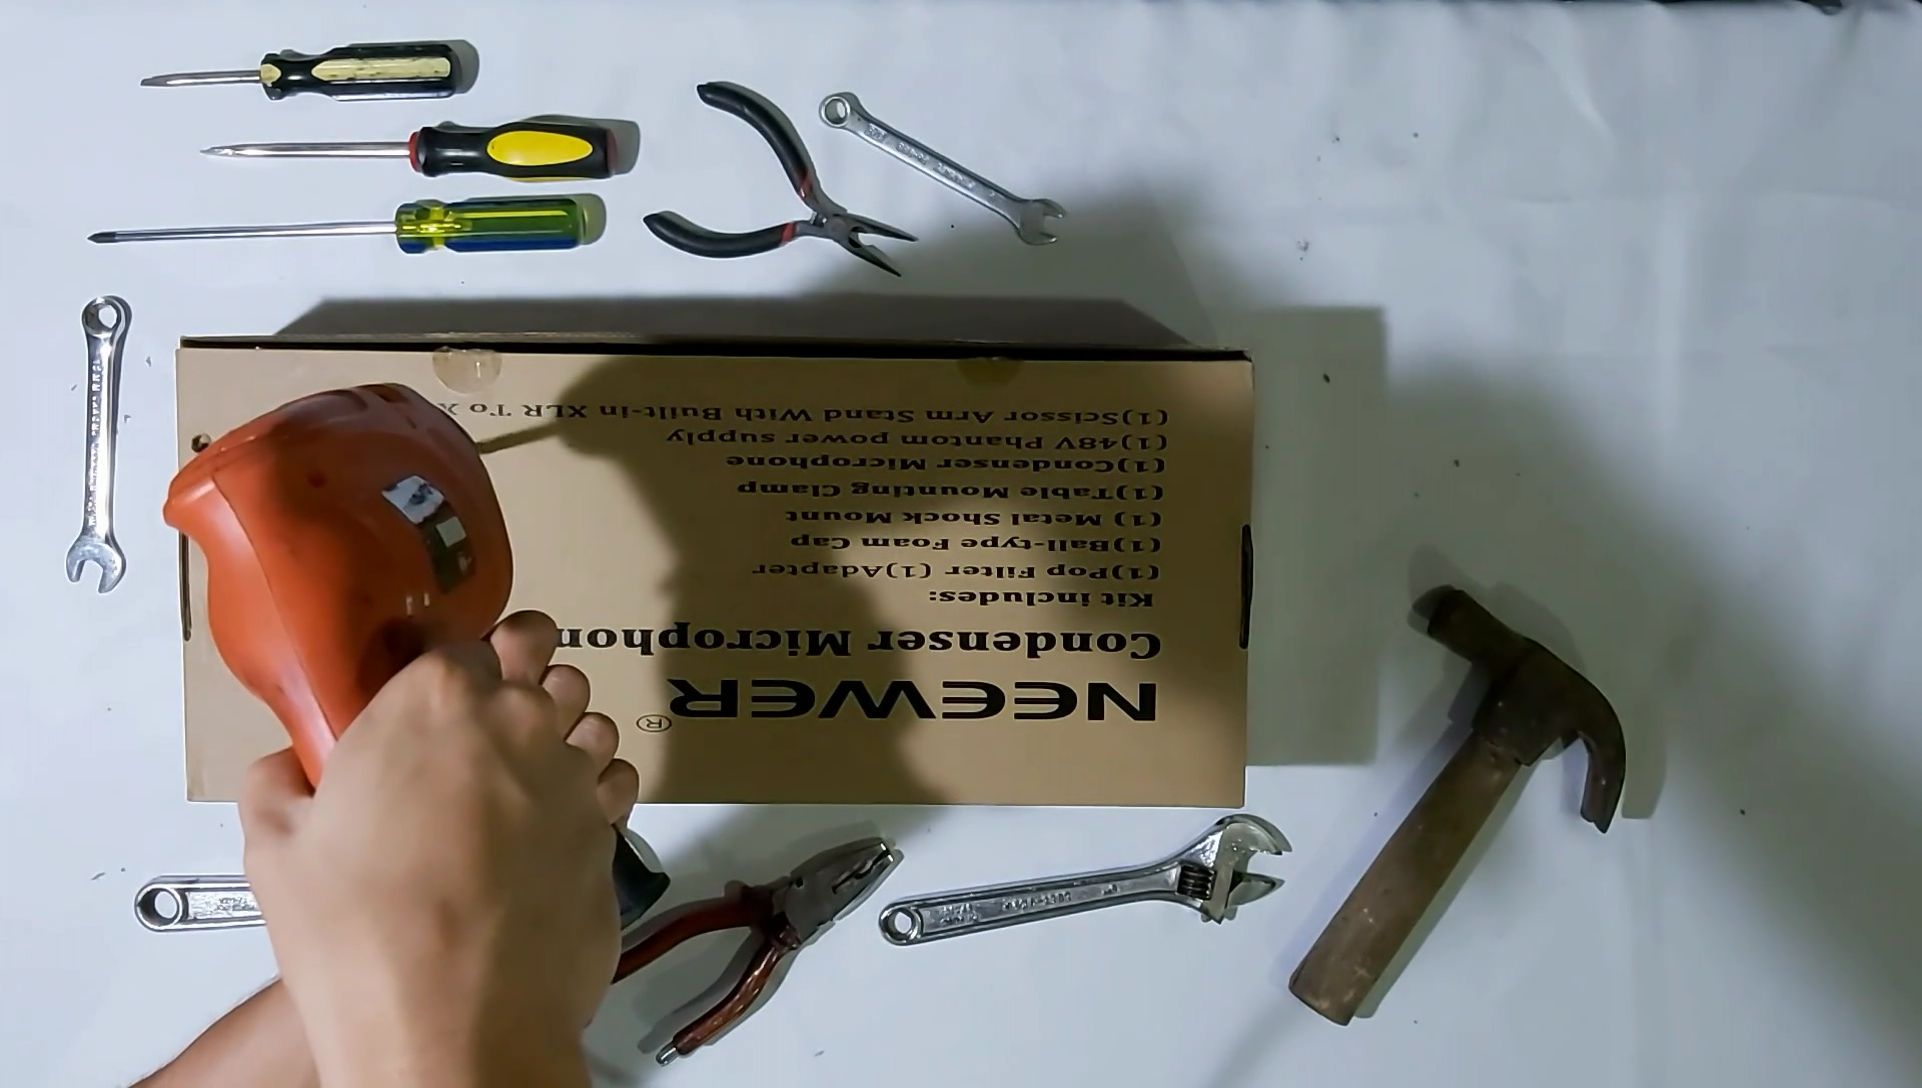 NEEWER®
Condenser Microphon
Kit includes:
(1)Pop Filter (1)Adapter
(1)Ball-type Foam Cap
(1) Metal Shock Mount
(1)Table Mounting Clamp
(1)Condenser Microphone
(1)48V Phantom power supply
(1)Scissor Arm Stand With Built-in XLR To X